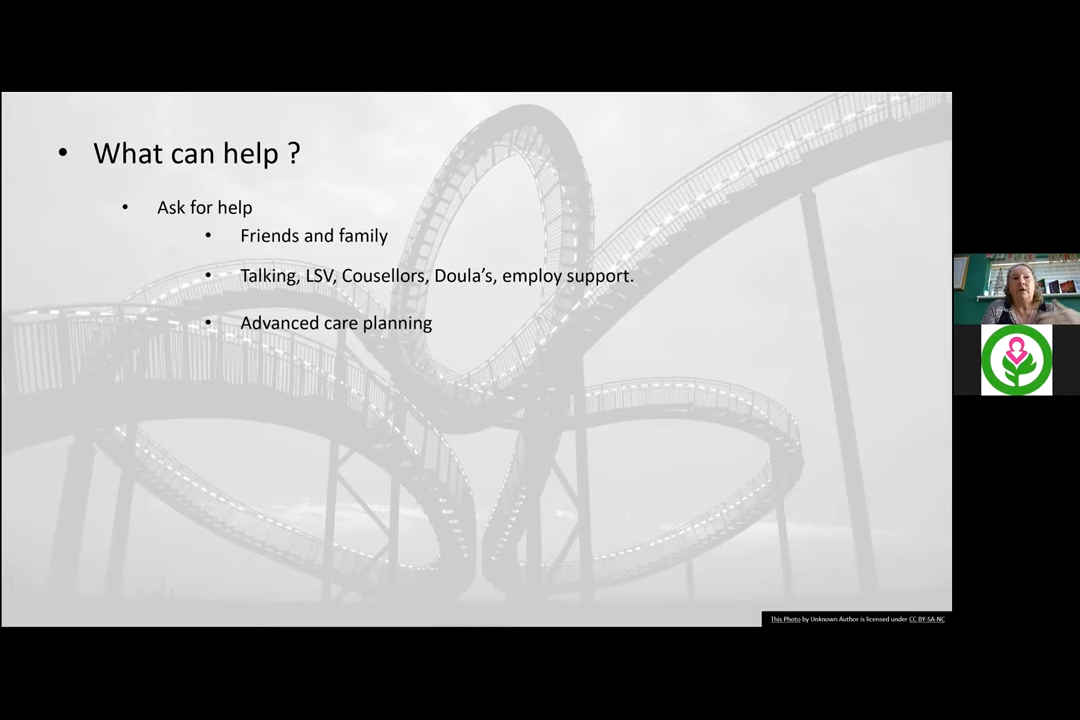 • What can help ?
• Ask for help
• Friends and family
• Talking, LSV, Cousellors, Doula’s, employ support.
• Advanced care planning
This Photo by Unknown Author is licensed under CC BY-SA-NC